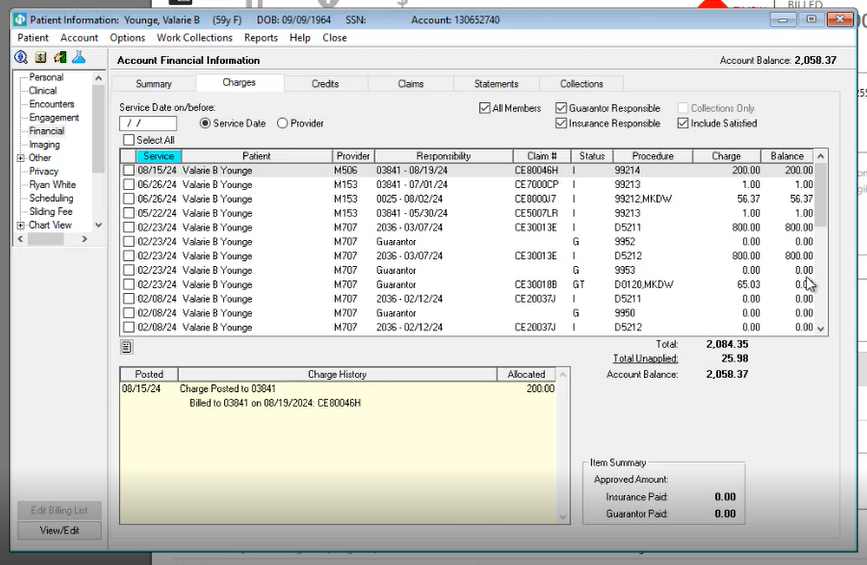 BILLED
Patient Information: Younge, Valarie B (59y F) DOB: 09/09/1964 SSN: Account: 130652740
Patient Account Options Work Collections Reports Help Close
Account Financial Information Account Balance: 2,058.37
Personal
Clinical
Encounters
Engagement
Financial
Imaging
Other
Privacy
Ryan White
Scheduling
Sliding Fee
Chart View
Summary Charges Credits Claims Statements Collections
Service Date on/before:
/ / Service Date Provider
All Members Guarantor Responsible Collections Only
Insurance Responsible Include Satisfied
Select All
Service Patient Provider Responsibility Claim # Status Procedure Charge Balance
08/15/24 Valarie B Younge M506 03841 - 08/19/24 CE80046H I 99214 200.00 200.00
06/26/24 Valarie B Younge M153 03841 - 07/01/24 CE7000CP I 99213 1.00 1.00
06/26/24 Valarie B Younge M153 0025 - 08/02/24 CE8000J7 I 99212,MKDW 56.37 56.37
05/22/24 Valarie B Younge M153 03841 - 05/30/24 CE5007LR I 99213 1.00 1.00
02/23/24 Valarie B Younge M707 2036 - 03/07/24 CE30013E I D5211 800.00 800.00
02/23/24 Valarie B Younge M707 Guarantor G 9952 0.00 0.00
02/23/24 Valarie B Younge M707 2036 - 03/07/24 CE30013E I D5212 800.00 800.00
02/23/24 Valarie B Younge M707 Guarantor G 9953 0.00 0.00
02/23/24 Valarie B Younge M707 Guarantor CE30018B GT D0120,MKDW 65.03
02/08/24 Valarie B Younge M707 2036 - 02/12/24 CE20037J I D5211 0.00 0.00
02/08/24 Valarie B Younge M707 Guarantor G 9950 0.00 0.00
02/08/24 Valarie B Younge M707 2036 - 02/12/24 CE20037J I D5212 0.00 0.00
Total: 2,084.35
Total Unapplied: 25.98
Account Balance: 2,058.37
Posted Charge History Allocated
08/15/24 Charge Posted to 03841 200.00
Billed to 03841 on 08/19/2024: CE80046H
Item Summary
Approved Amount:
Insurance Paid: 0.00
Guarantor Paid: 0.00
Edit Billing List
View/Edit